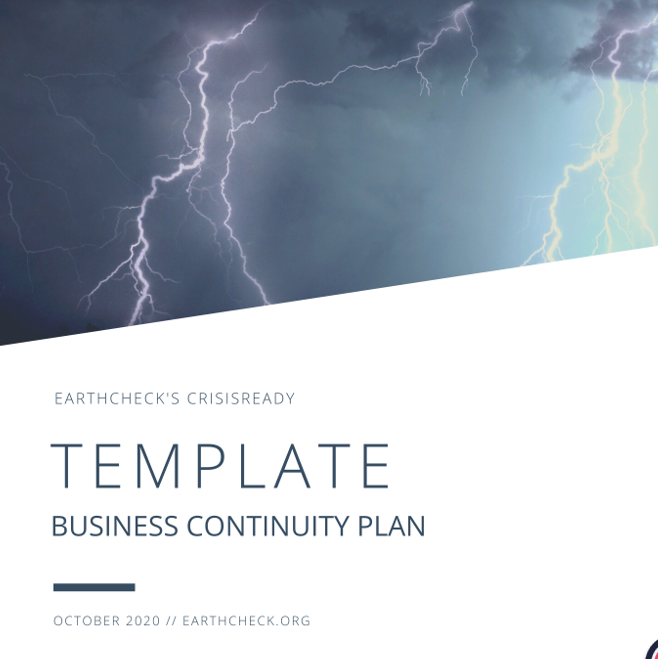 EARTHCHECK'S CRISISREADY
TEMPLATE
BUSINESS CONTINUITY PLAN
OCTOBER 2020 // EARTHCHECK.ORG